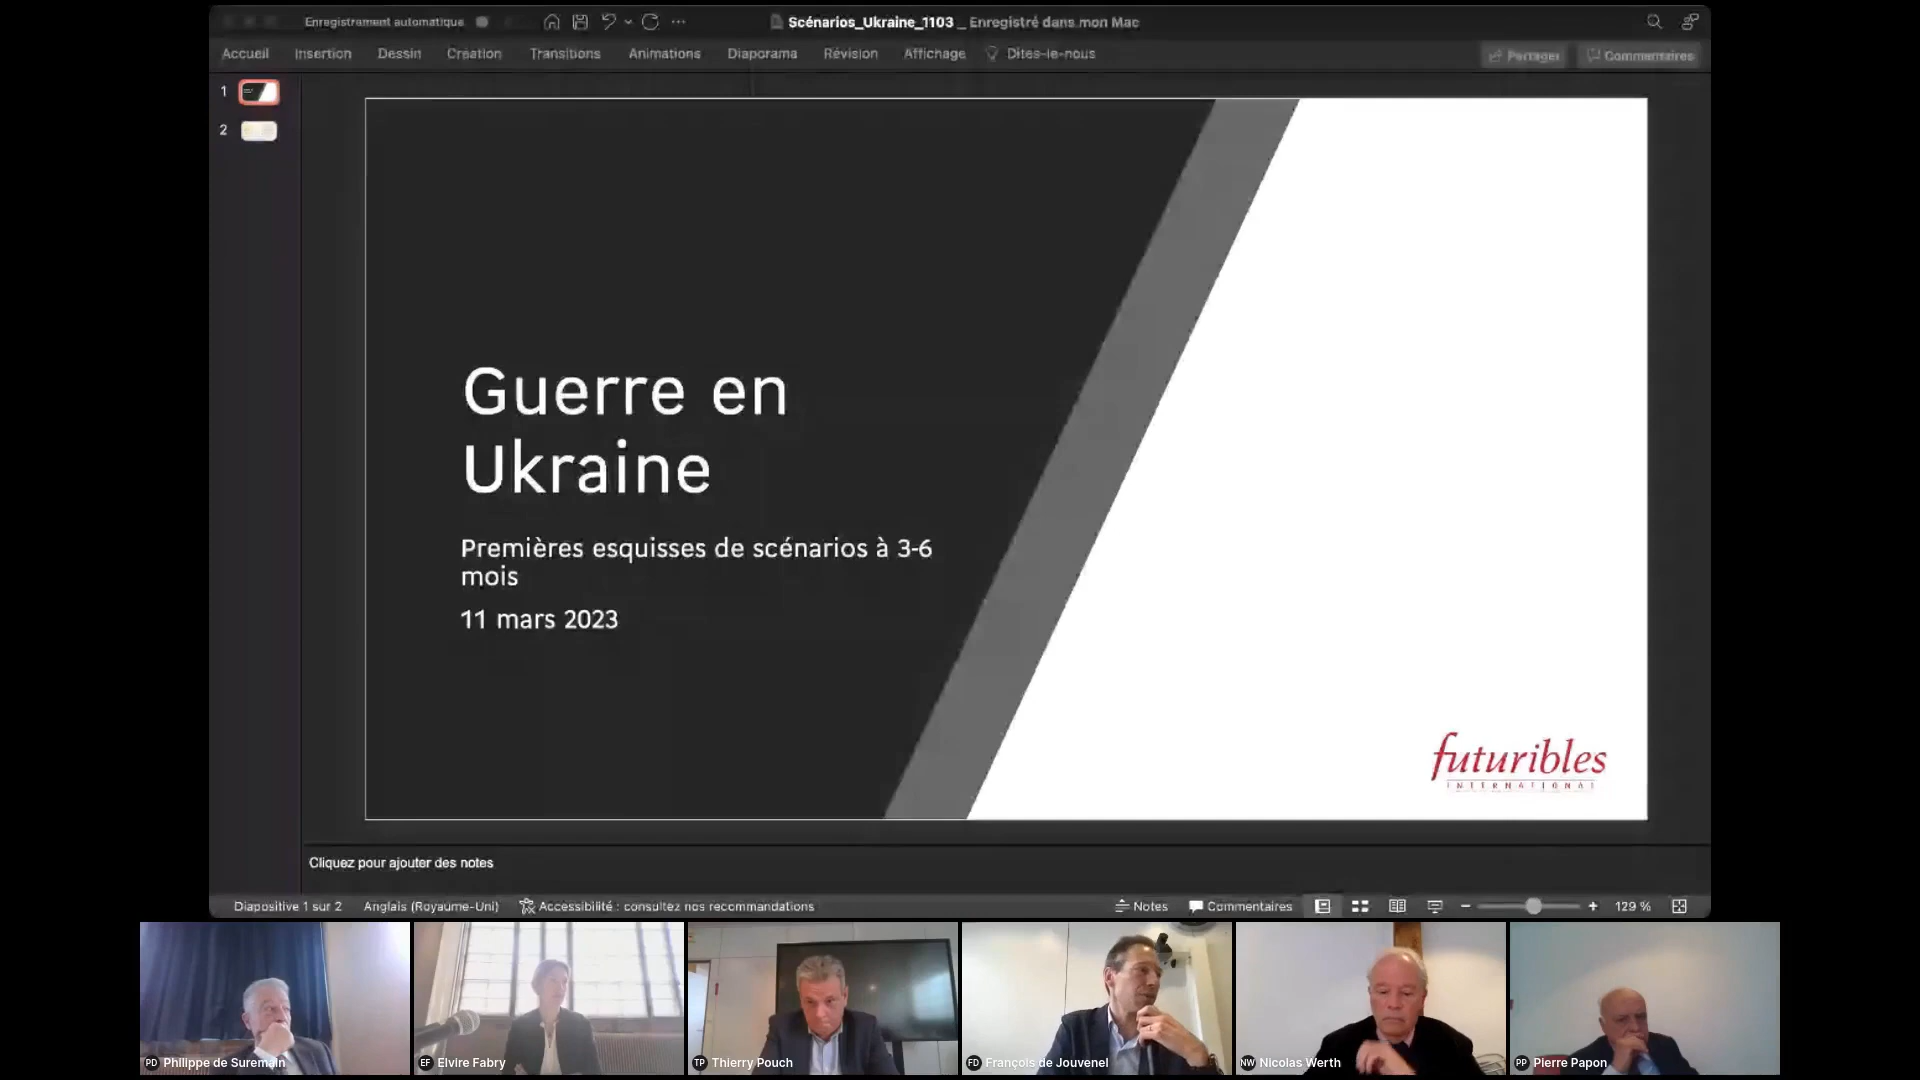 Enregistrement automatique
Scénarios_Ukraine_1103 _ Enregistré dans mon Mac
Accueil Insertion Dessin Création Transitions Animations Diaporama Révision Affichage Dites-le-nous Partager Commentaires
1
2
Guerre en
Ukraine
Premières esquisses de scénarios à 3-6
mois
11 mars 2023
futuribles
INTERNATIONAL
Cliquez pour ajouter des notes
Diapositive 1 sur 2 Anglais (Royaume-Uni) Accessibilité : consultez nos recommandations Notes Commentaires 129 %
PD Philippe de Suremain
EF Elvire Fabry
TP Thierry Pouch
FD François de Jouvenel
NW Nicolas Werth
PP Pierre Papon